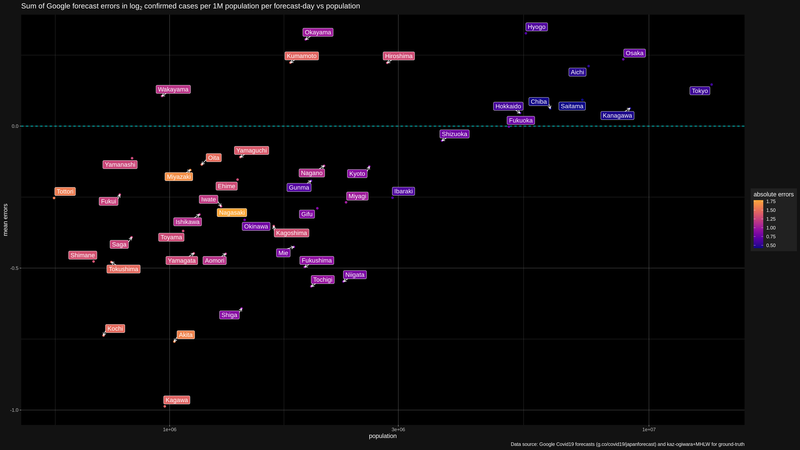 Sum of Google forecast errors in log2 confirmed cases per 1M population per forecast-day vs population
Hyogo
Okayama
Osaka
Kumamoto
Hiroshima
Aichi
Wakayama
Tokyo
Chiba
Hokkaido
Saitama
Kanagawa
Fukuoka
0.0
Shizuoka
Yamaguchi
Oita
Yamanashi
Nagano
Kyoto
Miyazaki
Ehime
Gunma
Tottori
Ibaraki
absolute errors
1.75
1.50
1.25
1.00
0.75
0.50
Miyagi
Iwate
Fukui
Nagasaki
Gifu
mean errors
Ishikawa
Okinawa
Kagoshima
Toyama
Saga
Mie
Shimane
Yamagata
Aomori
Fukushima
-0.5
Tokushima
Niigata
Tochigi
Shiga
Kochi
Akita
Kagawa
-1.0
1e+06
3e+06
1e+07
population
Data source: Google Covid19 forecasts (g.co/covid19/japanforecast) and kaz-ogiwara+MHLW for ground-truth